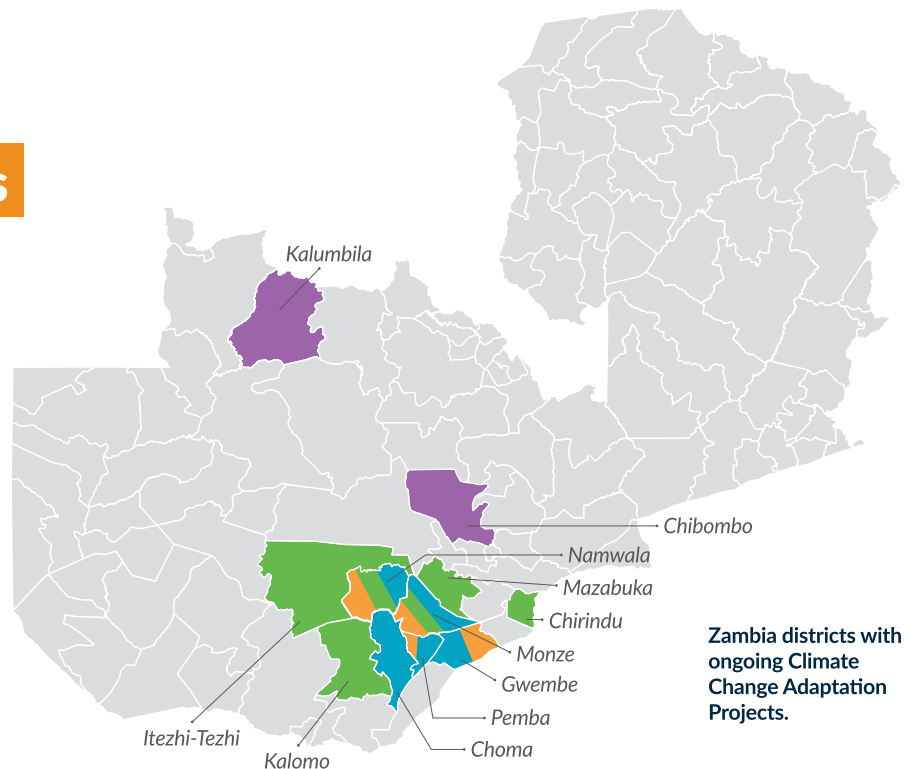 s
Kalumbila
Chibombo
Namwala
Mazabuka
Chirindu
Monze
Gwembe
Pemba
Choma
Itezhi-Tezhi
Kalomo
Zambia districts with
ongoing Climate
Change Adaptation
Projects.